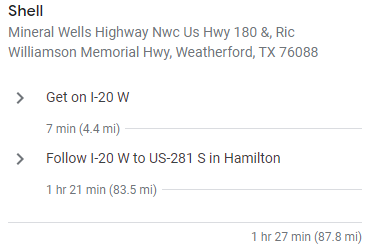 Shell
Mineral Wells Highway Nwc Us Hwy 180 &, Ric
Williamson Memorial Hwy, Weatherford, TX 76088
Get on I-20 W
7 min (4.4 mi)
Follow I-20 W to US-281 S in Hamilton
1 hr 21 min (83.5 mi)
1 hr 27 min (87.8 mi)